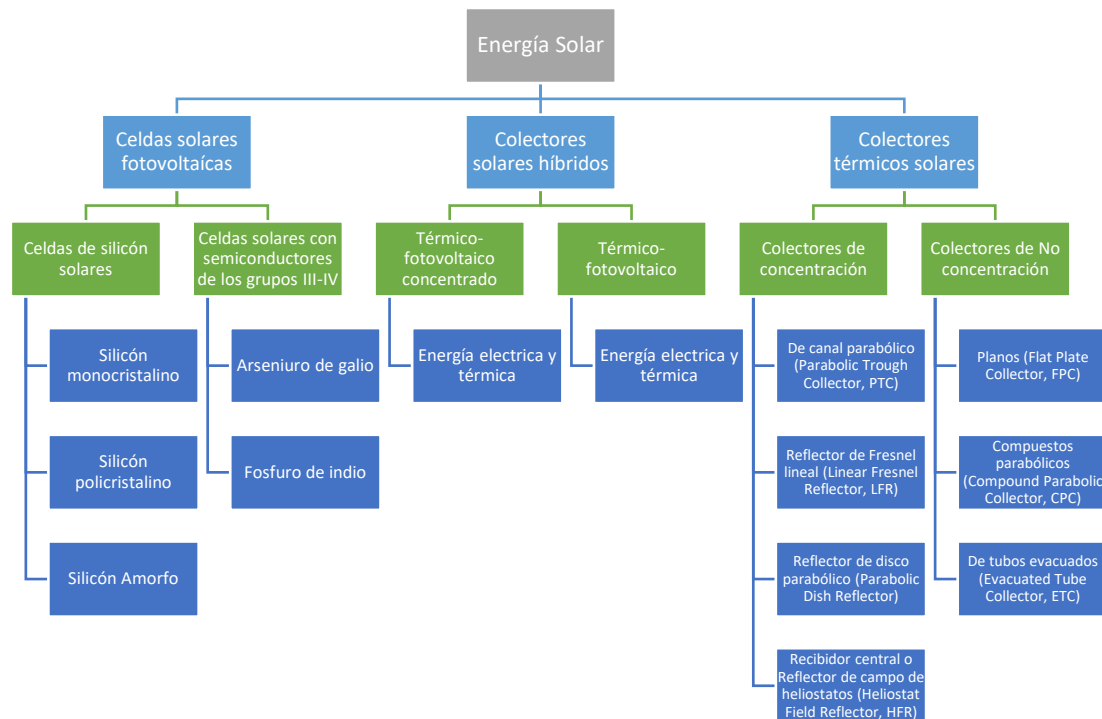 Energía Solar
Celdas solares
fotovoltaícas
Colectores
solares híbridos
Colectores
térmicos solares
Celdas de silicón
solares
Celdas solares con
semiconductores
de los grupos III-IV
Térmico-
fotovoltaico
concentrado
Térmico-
fotovoltaico
Colectores de
concentración
Colectores de No
concentración
Silicón
monocristalino
Silicón
policristalino
Silicón Amorfo
Arseniuro de galio
Fosfuro de indio
Energía electrica y
térmica
Energía electrica y
térmica
De canal parabólico
(Parabolic Trough
Collector, PTC)
Reflector de Fresnel
lineal (Linear Fresnel
Reflector, LFR)
Reflector de disco
parabólico (Parabolic
Dish Reflector)
Recibidor central o
Reflector de campo de
heliostatos (Heliostat
Field Reflector, HFR)
Planos (Flat Plate
Collector, FPC)
Compuestos
parabólicos
(Compound Parabolic
Collector, CPC)
De tubos evacuados
(Evacuated Tube
Collector, ETC)